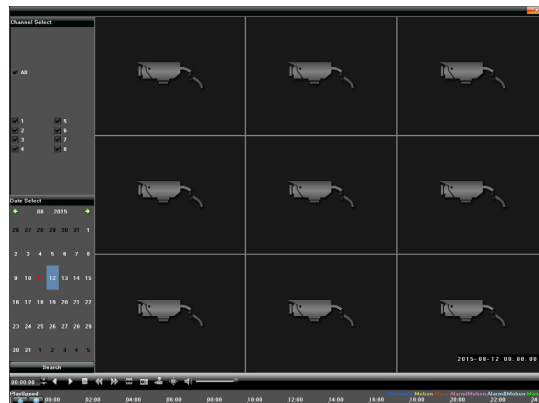 Channel Select
All
1 5
2 6
3 7
4 8
Date Select
08 2015
26 27 28 29 30 31 1
2 3 4 5 6 7 8
9 10 11 12 13 14 15
16 17 18 19 20 21 22
23 24 25 26 27 28 29
30 31 1 2 3 4 5
Search
2015-08-12 00:00:00
00:00:00
PlaySpeed
Motion Alarm/Motion Alarm&Motion
00:00 02:00 04:00 06:00 08:00 10:00 12:00 14:00 16:00 18:00 20:00 22:00 24